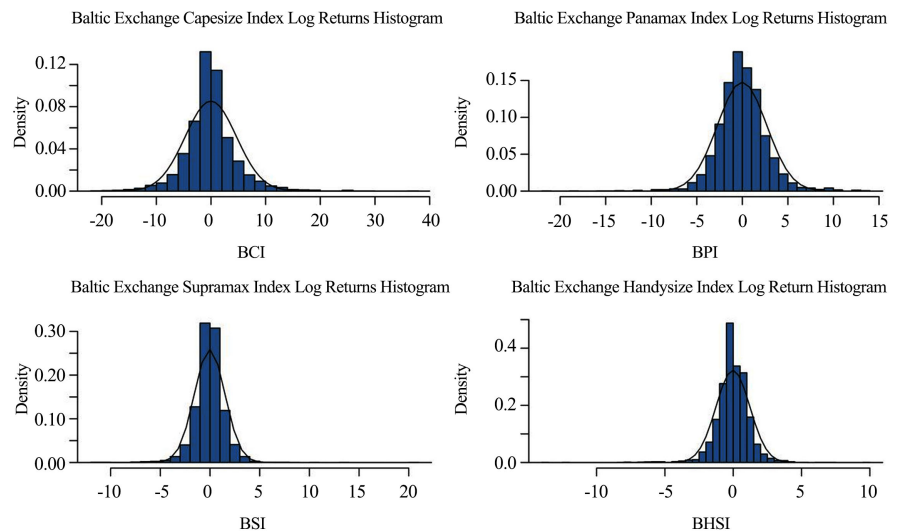 Baltic Exchange Capesize Index Log Returns Histogram
Density
0.12
0.08
0.04
0.00
-20 -10 0 10 20 30 40
BCI
Baltic Exchange Panamax Index Log Returns Histogram
Density
0.15
0.10
0.05
0.00
-20 -15 -10 -5 0 5 10 15
BPI
Baltic Exchange Supramax Index Log Returns Histogram
Density
0.30
0.20
0.10
0.00
-10 -5 0 5 10 15 20
BSI
Baltic Exchange Handysize Index Log Return Histogram
Density
0.4
0.2
0.0
-10 -5 0 5 10
BHSI